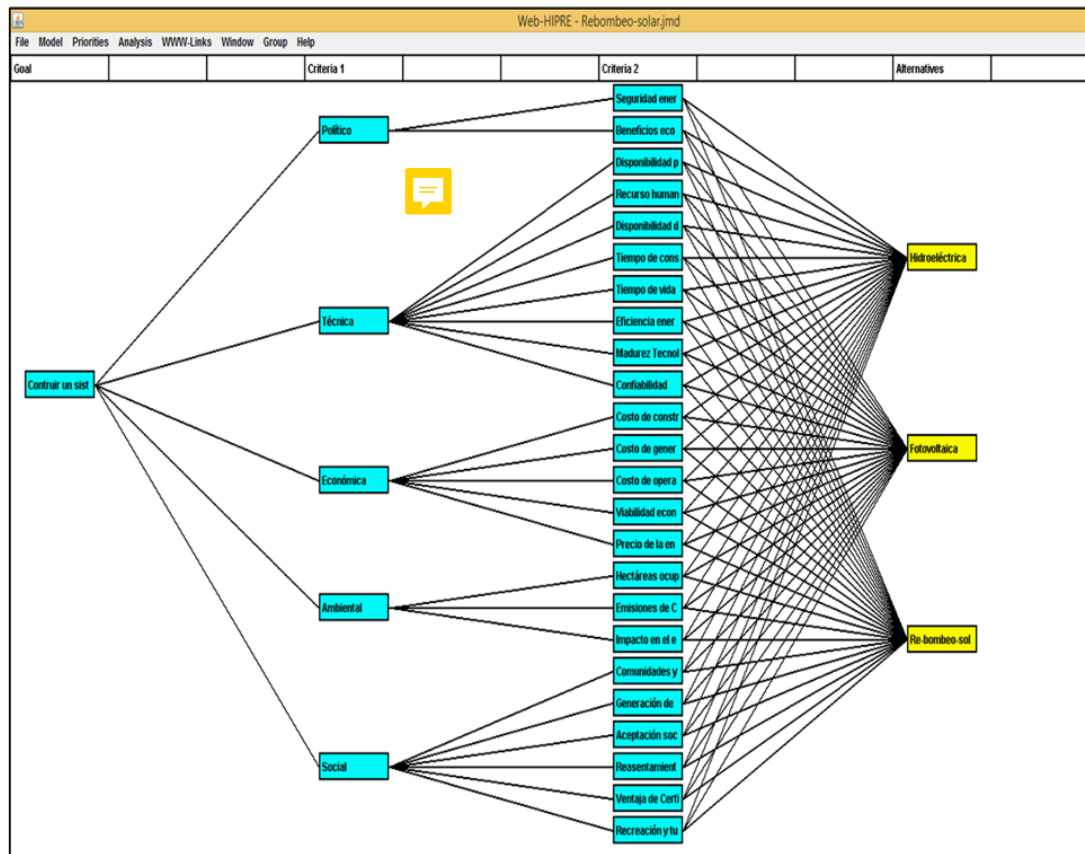 Web-HIPRE - Rebombeo-solar.jmd
File Model Priorities Analysis WWW-Links Window Group Help
Goal Criteria 1 Criteria 2 Alternatives
Seguridad ener
Político
Beneficios eco
Disponibilidad p
Recurso human
Disponibilidad d
Tiempo de cons
Hidroeléctrica
Tiempo de vida
Técnica
Eficiencia ener
Madurez Tecnol
Contruir un sist
Confiabilidad
Costo de constr
Costo de gener
Fotovoltaica
Económica
Costo de opera
Viabilidad econ
Precio de la en
Hectáreas ocup
Ambiental
Emisiones de C
Impacto en el e
Re-bombeo-sol
Comunidades y
Generación de
Aceptación soc
Social
Reasentamient
Ventaja de Certi
Recreación y tu